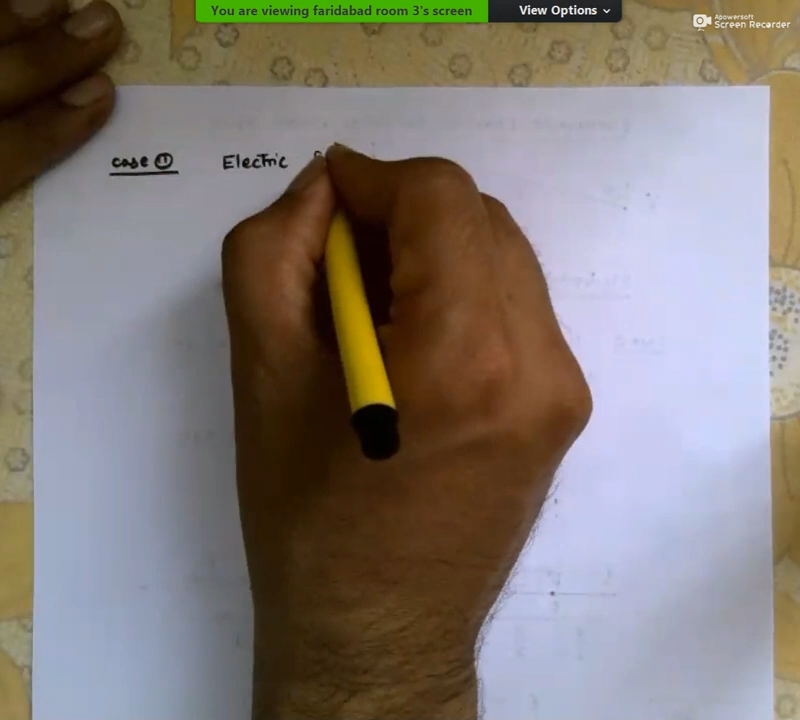 You are viewing faridabad room 3's screen View Options
Apowersoft
Screen Recorder
case ① Electric